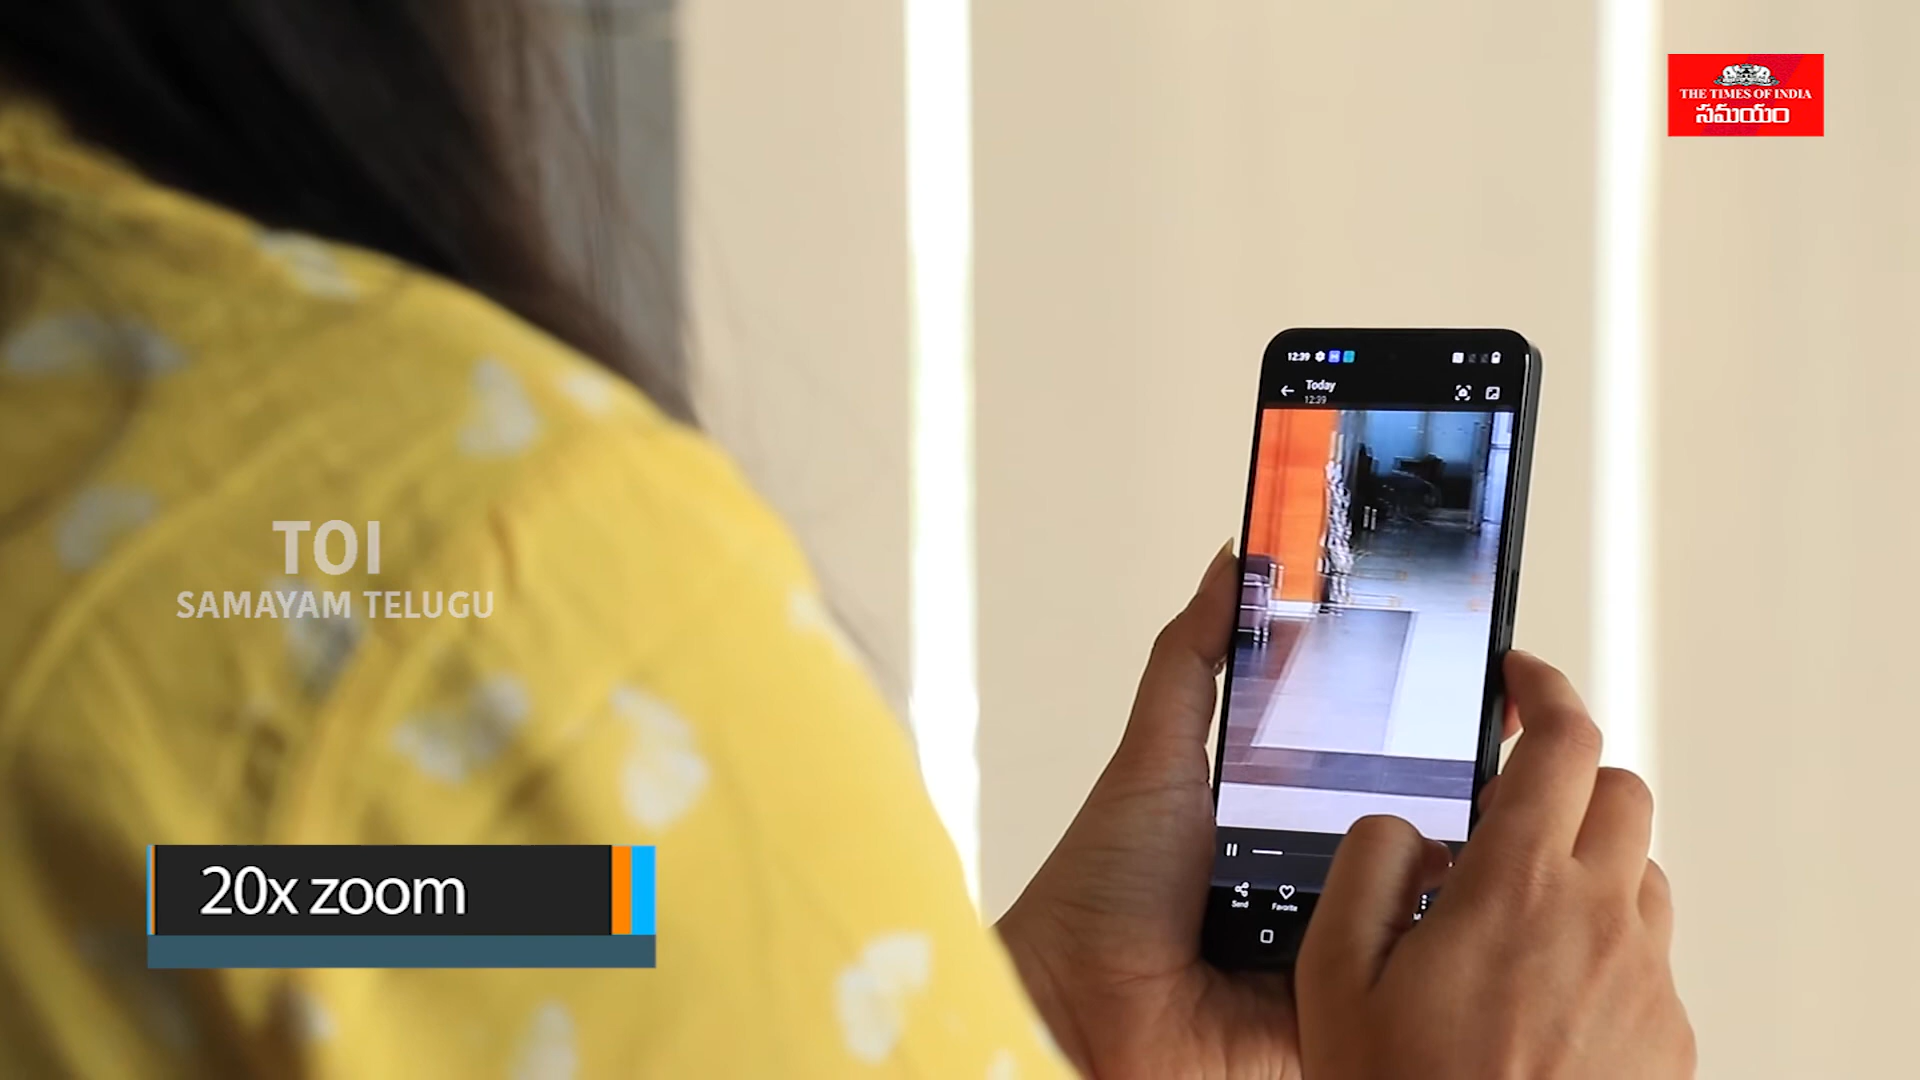 THE TIMES OF INDIA
సమయం
12:39
Today
12:39
TOI
SAMAYAM TELUGU
20x zoom
Send
Favorite